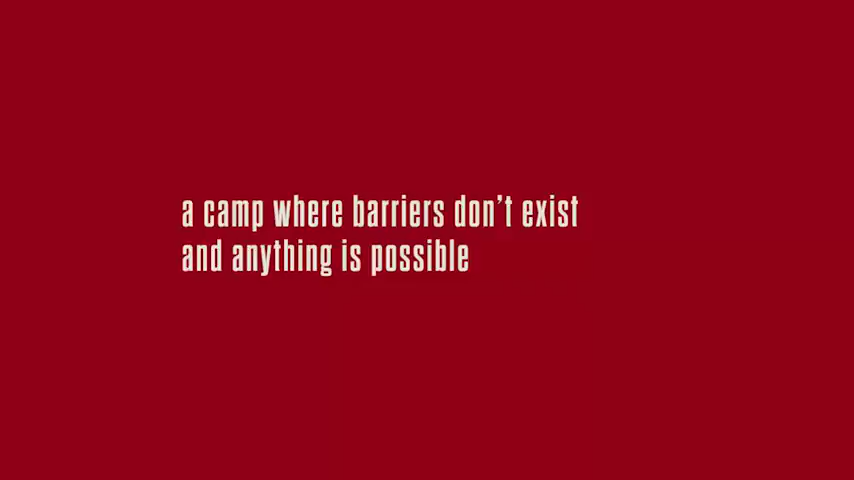 a camp where barriers don’t exist
and anything is possible